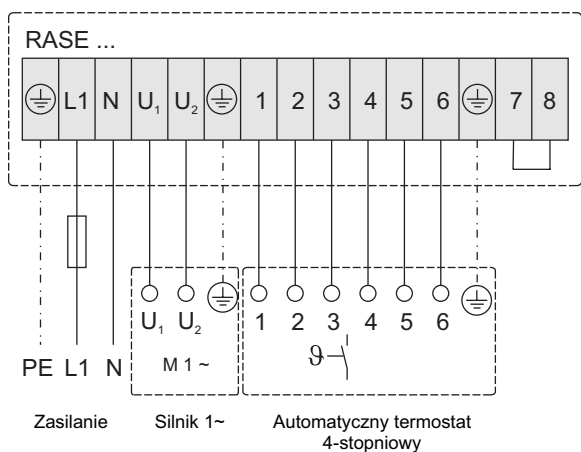 RASE ...
L1 N U₁ U₂ 1 2 3 4 5 6 7 8
U₁ U₂ 1 2 3 4 5 6
PE L1 N M 1 ~ ϑ
Zasilanie Silnik 1~ Automatyczny termostat
4-stopniowy